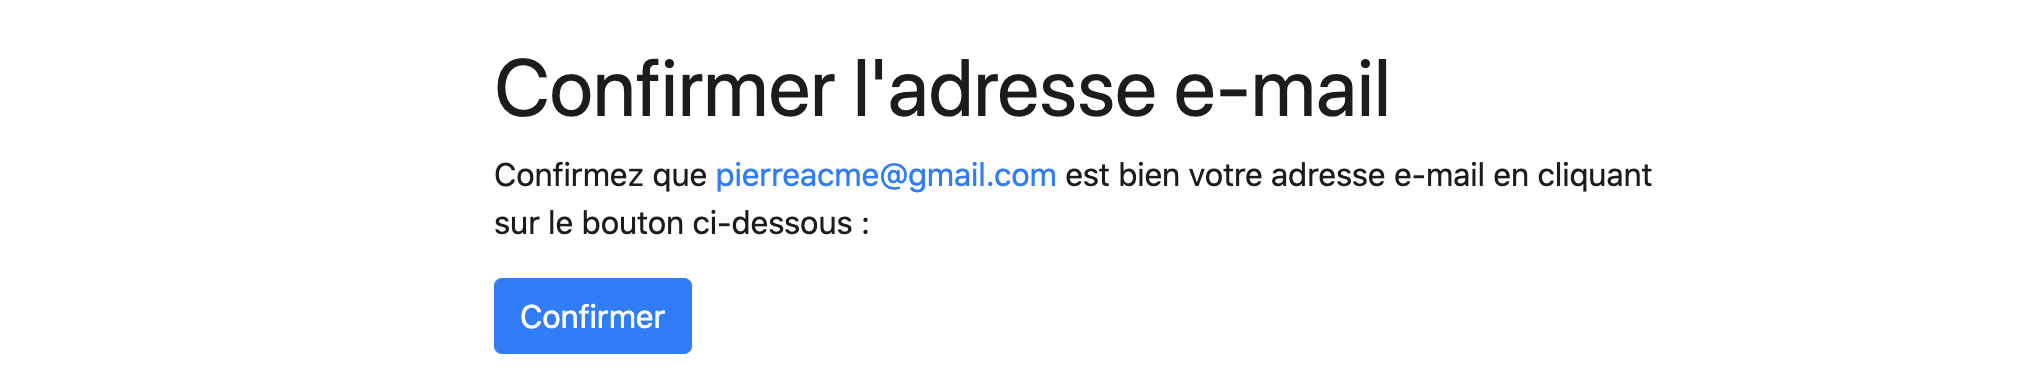 Confirmer l'adresse e-mail
Confirmez que pierreacme@gmail.com est bien votre adresse e-mail en cliquant
sur le bouton ci-dessous :
Confirmer